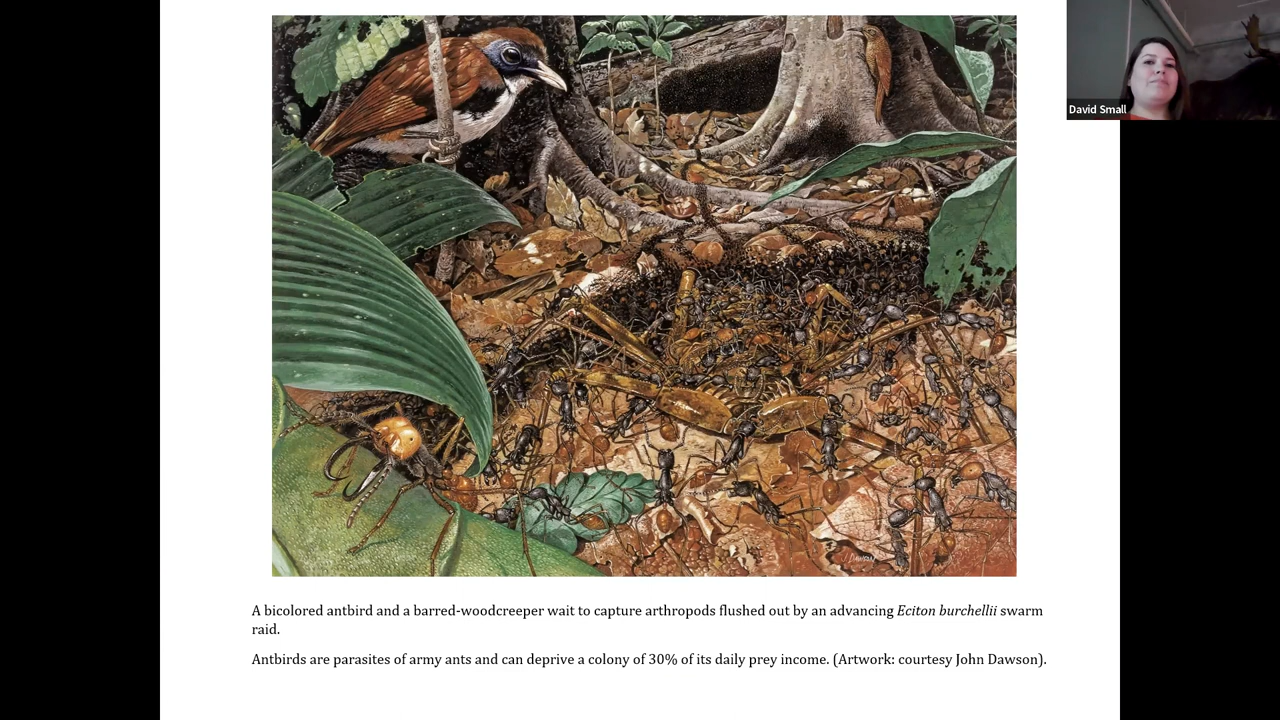 David Small
A bicolored antbird and a barred-woodcreeper wait to capture arthropods flushed out by an advancing Eciton burchellii swarm
raid.
Antbirds are parasites of army ants and can deprive a colony of 30% of its daily prey income. (Artwork: courtesy John Dawson).